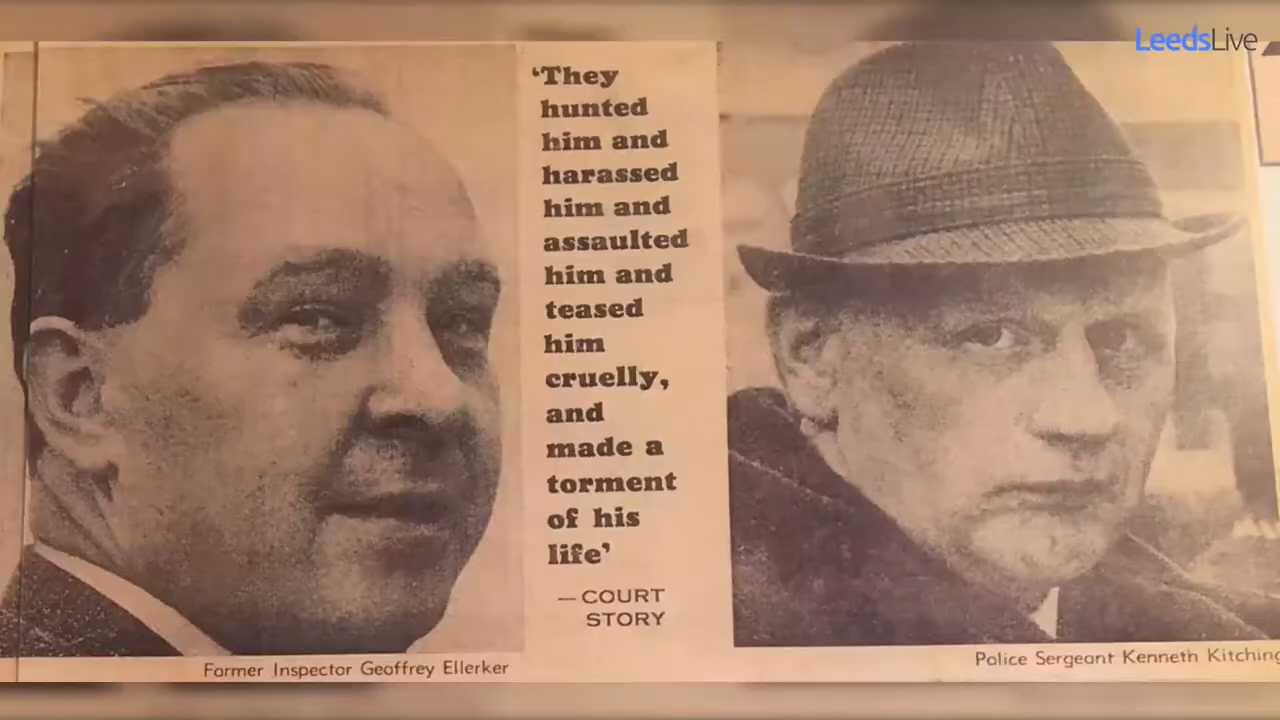 LeedsLive
‘They
hunted
him and
harassed
him and
assaulted
him and
teased
him
cruelly,
and
made a
torment
of his
life’
—COURT
STORY
Former Inspector Geoffrey Ellerker
Police Sergeant Kenneth Kitching